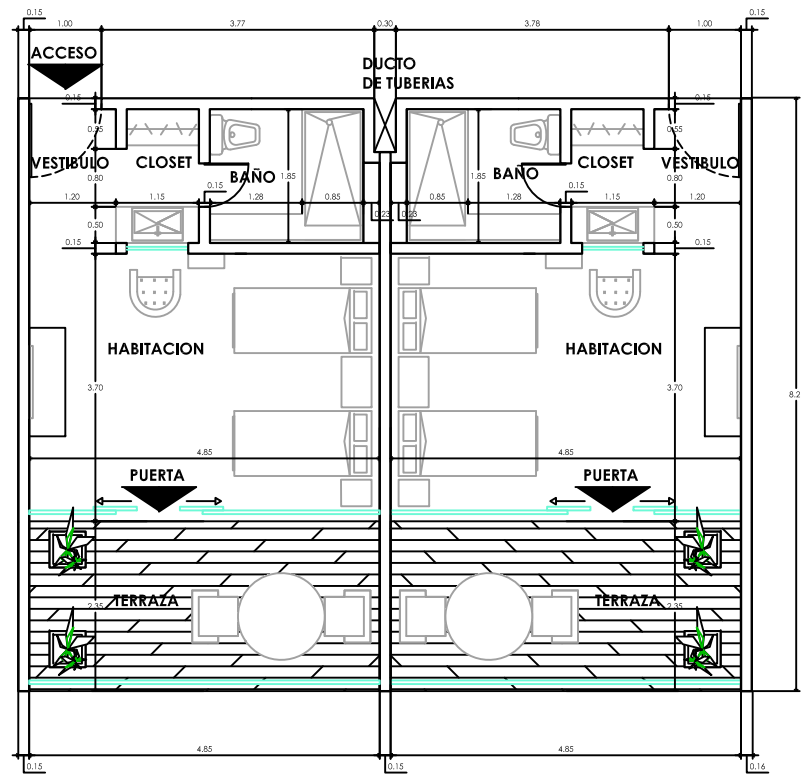 0.15
0.15
1.00
3.77
0.30
3.78
1.00
ACCESO
DUCTO
DE TUBERIAS
0.15
0.15
0.55
0.55
VESTIBULO
CLOSET
BAÑO
1.85
1.85
BAÑO
CLOSET
VESTIBULO
0.80
0.80
0.15
0.15
1.20
1.15
1.28
0.85
0.23
0.23
0.85
1.28
1.15
1.20
0.50
0.50
0.15
0.15
HABITACION
HABITACION
3.70
3.70
8.2
4.85
4.85
PUERTA
PUERTA
TERRAZA
TERRAZA
2.35
2.35
4.85
4.85
0.15
0.15
0.16